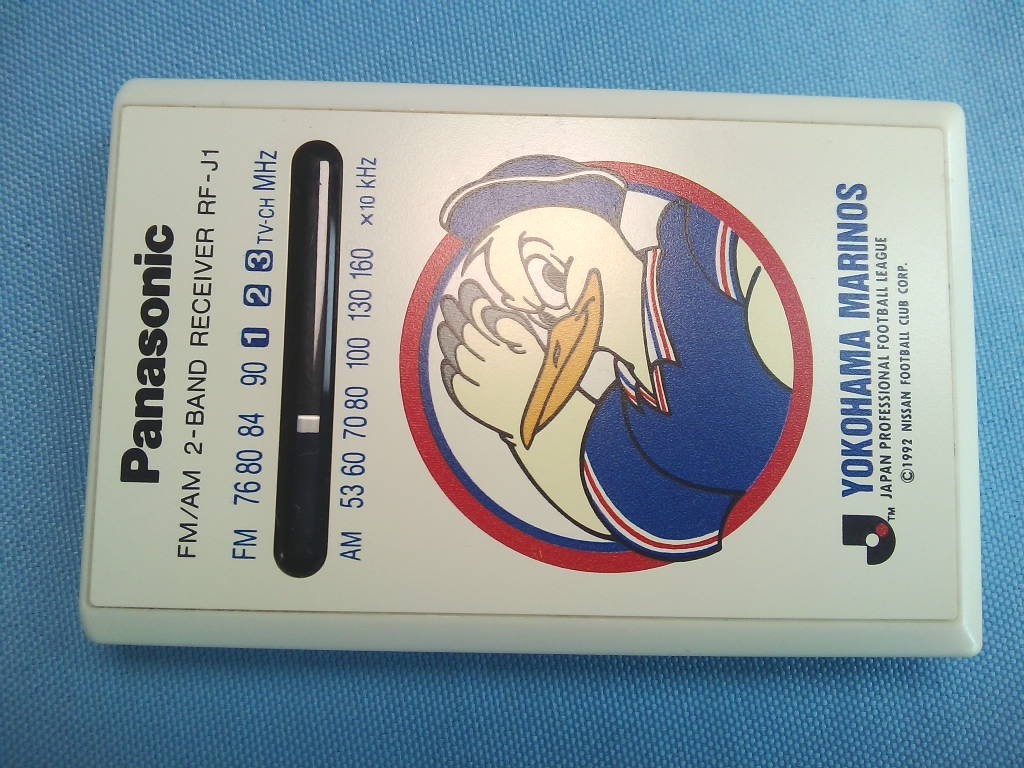 Panasonic
FM/AM 2-BAND RECEIVER RF-J1
FM 76 80 84 90 1 2 3 TV-CH MHz
AM 53 60 70 80 100 130 160 ×10 kHz
YOKOHAMA MARINOS
J TM JAPAN PROFESSIONAL FOOTBALL LEAGUE
©1992 NISSAN FOOTBALL CLUB CORP.